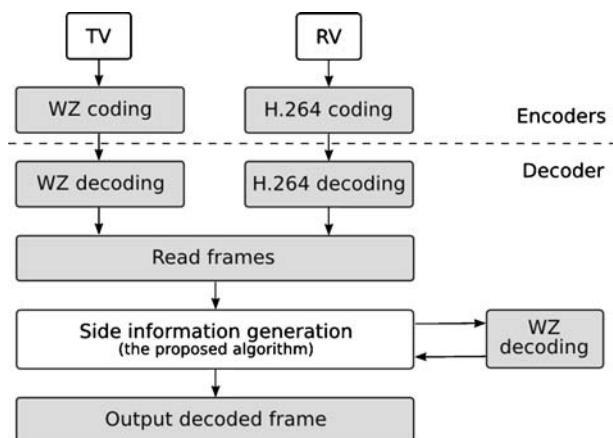 TV
RV
WZ coding
H.264 coding
Encoders
WZ decoding
H.264 decoding
Decoder
Read frames
Side information generation
(the proposed algorithm)
WZ
decoding
Output decoded frame